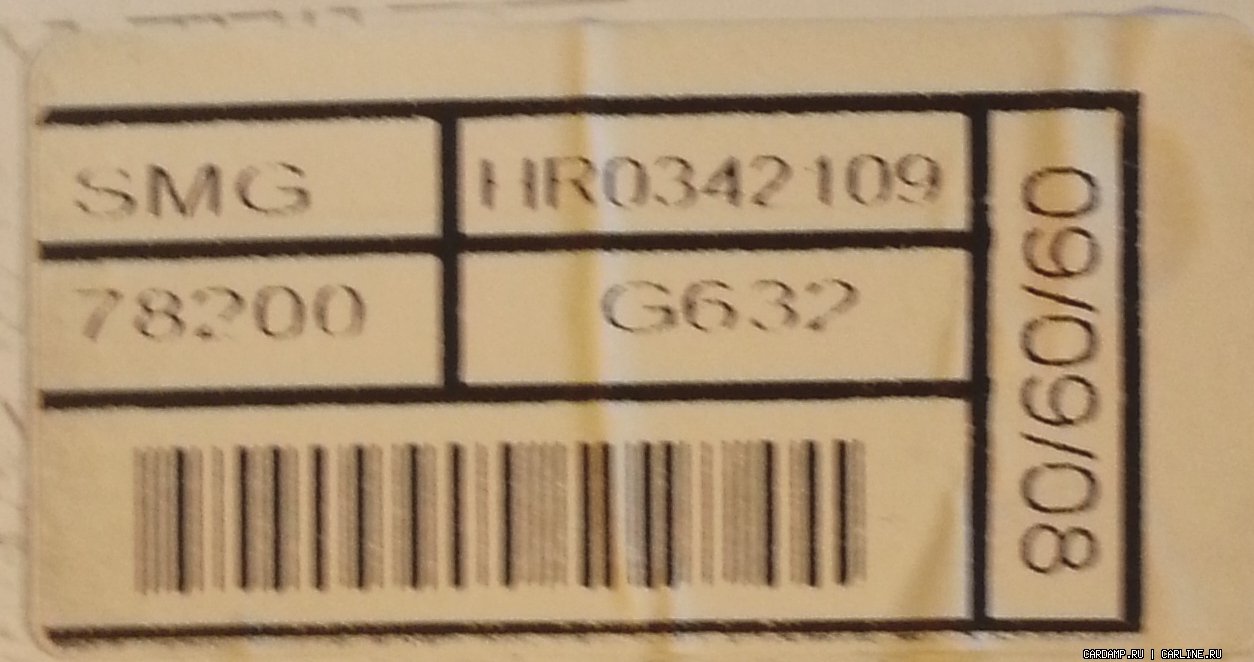 SMG HR0342109
78200 G632
80/60/60
CARDAMP.RU | CARLINE.RU